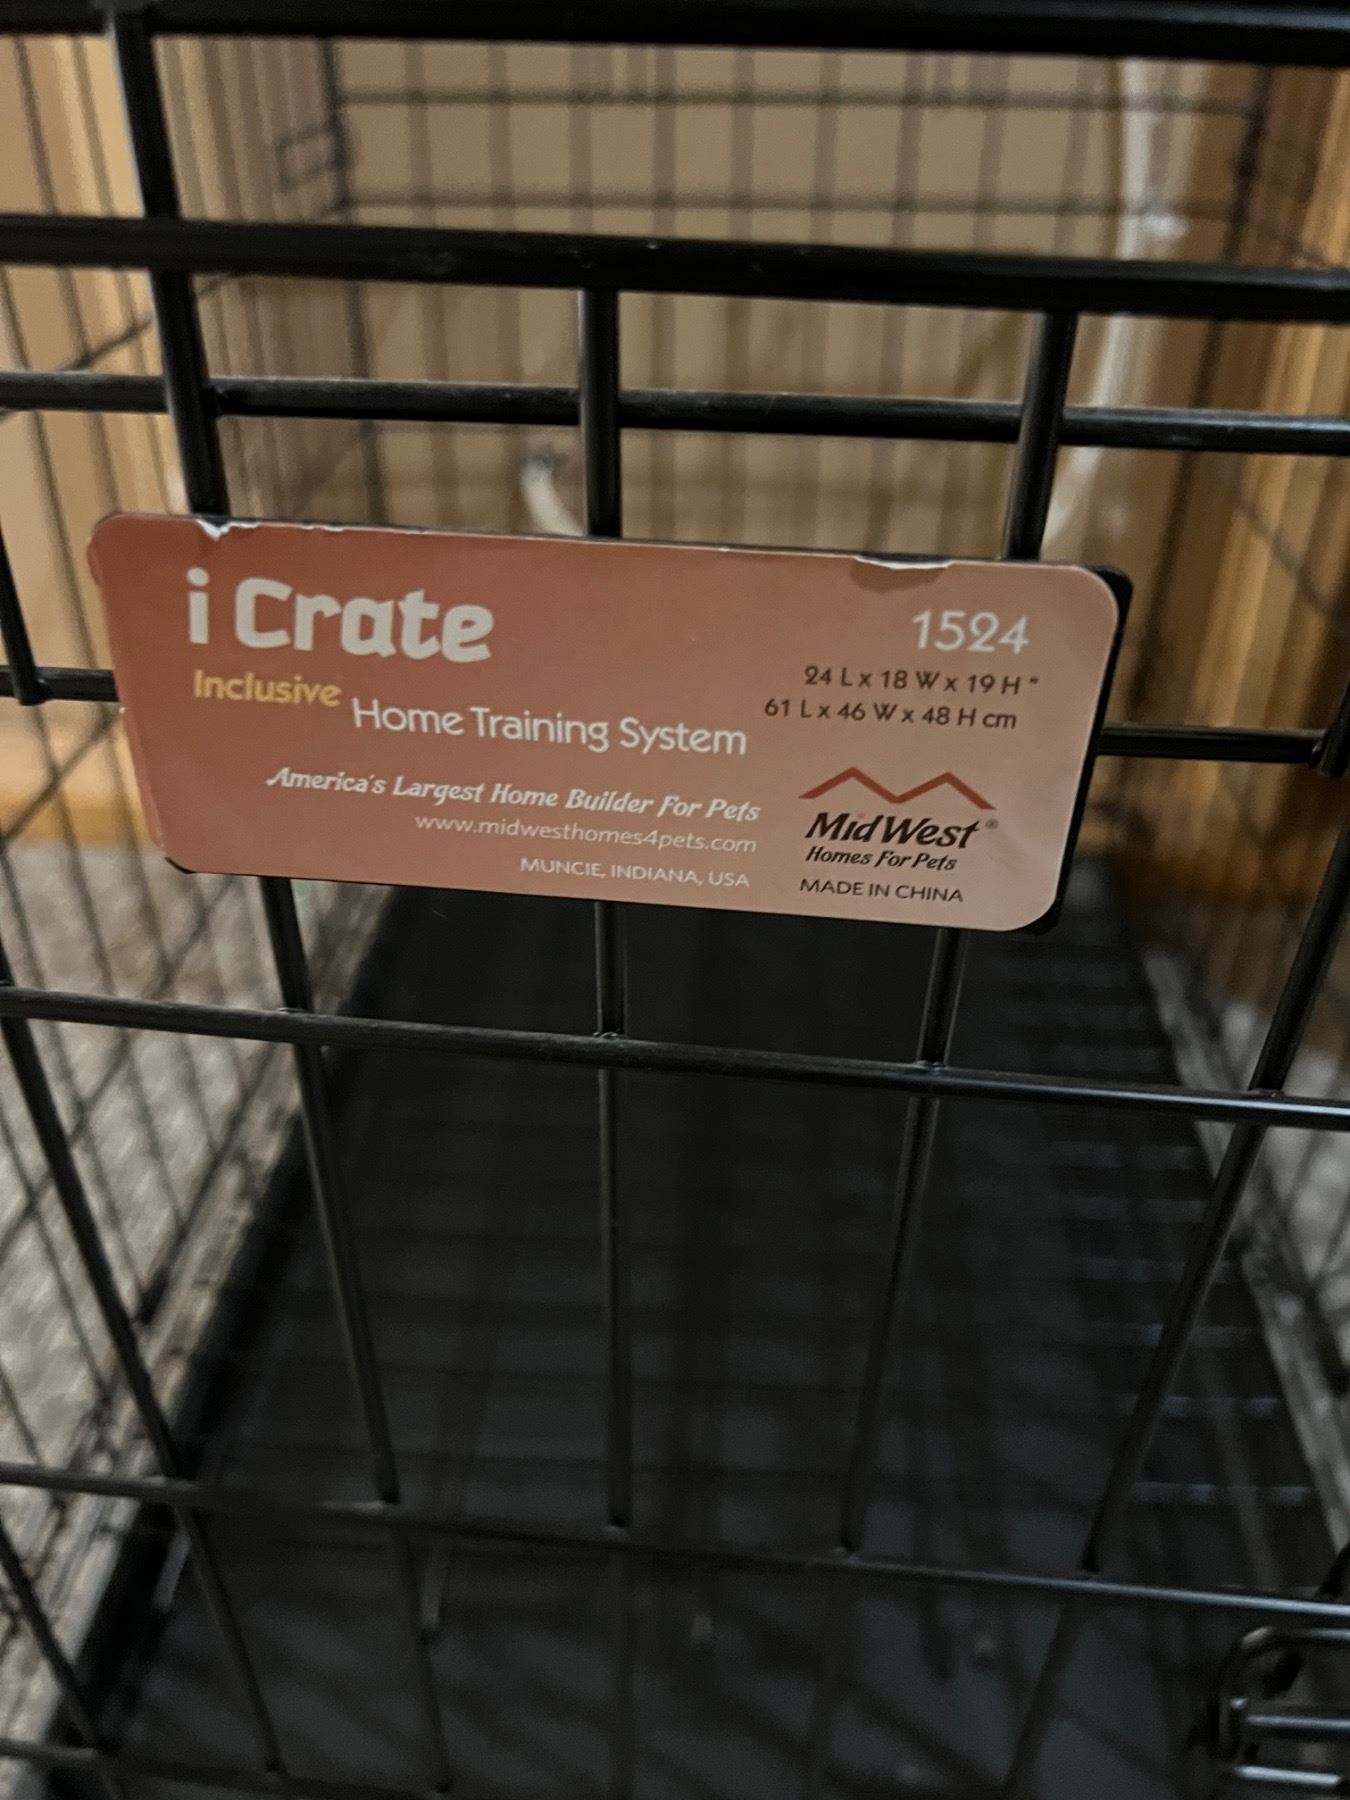 i Crate
1524
Inclusive Home Training System
24 L x 18 W x 19 H "
61 L x 46 W x 48 H cm
America's Largest Home Builder For Pets
www.midwesthomes4pets.com
MUNCIE, INDIANA, USA
MidWest®
Homes For Pets
MADE IN CHINA